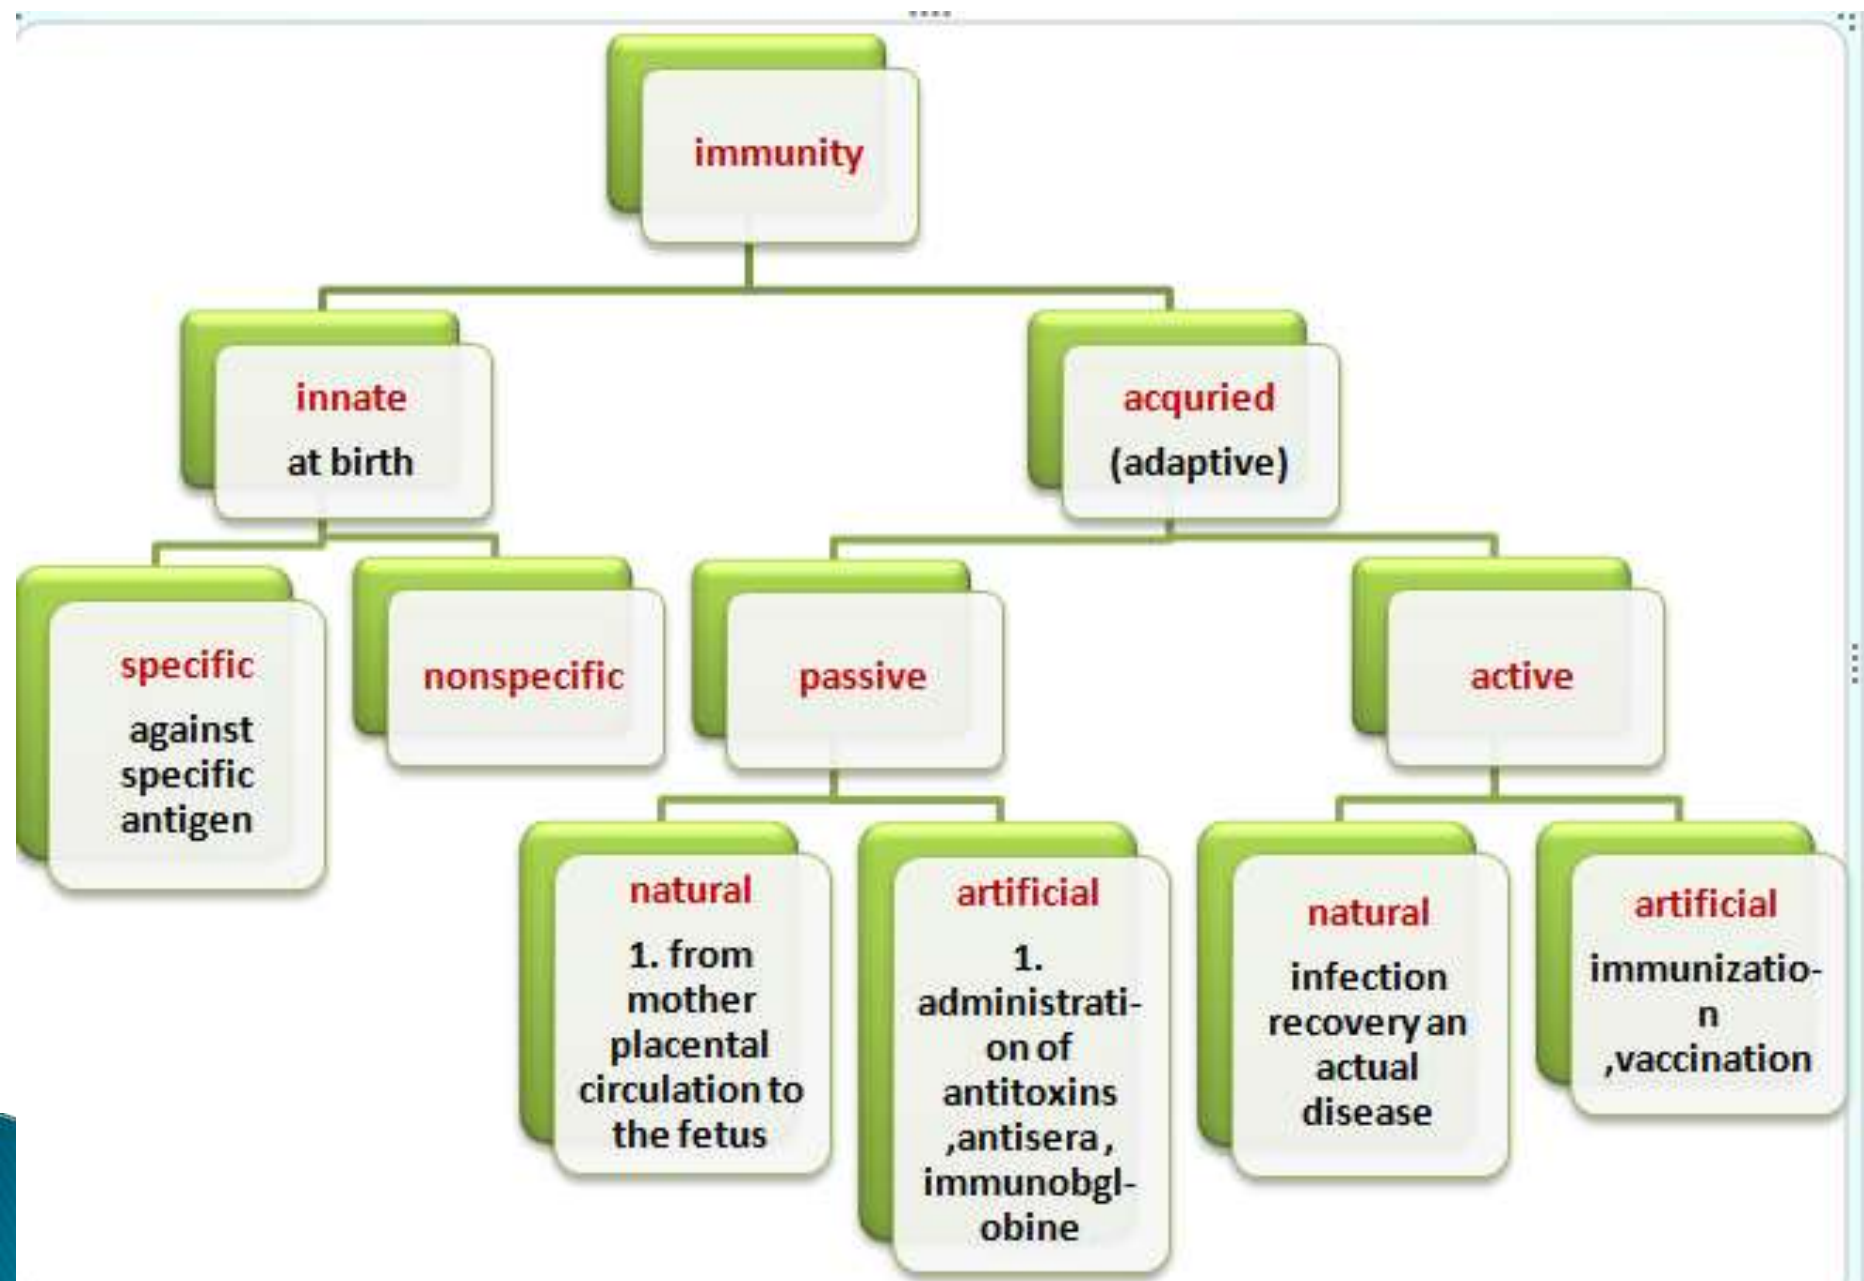 immunity
innate
at birth
acquried
(adaptive)
specific
against
specific
antigen
nonspecific
passive
active
natural
1. from
mother
placental
circulation to
the fetus
artificial
1.
administrati-
on of
antitoxins
,antisera ,
immunobgl-
obine
natural
infection
recovery an
actual
disease
artificial
immunizatio-
n
,vaccination